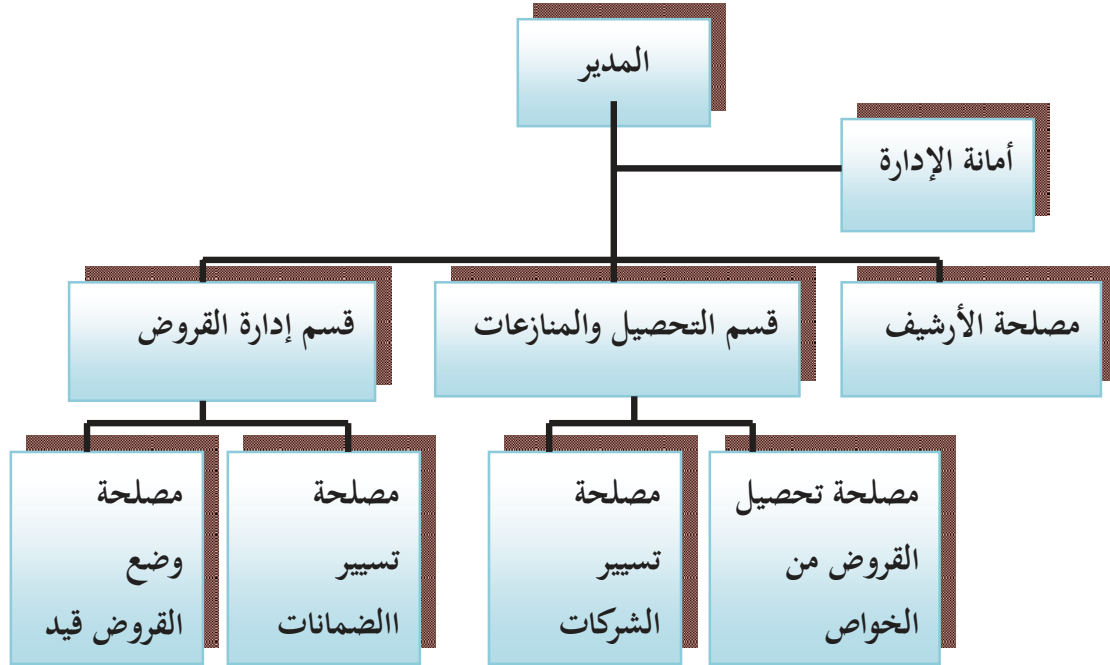 المدير
أمانة الإدارة
مصلحة الأرشيف
قسم التحصيل والمنازعات
قسم إدارة القروض
مصلحة تحصيل
القروض من
الخواص
مصلحة
تسيير
الشركات
مصلحة
تسيير
االضمانات
مصلحة
وضع
القروض قيد